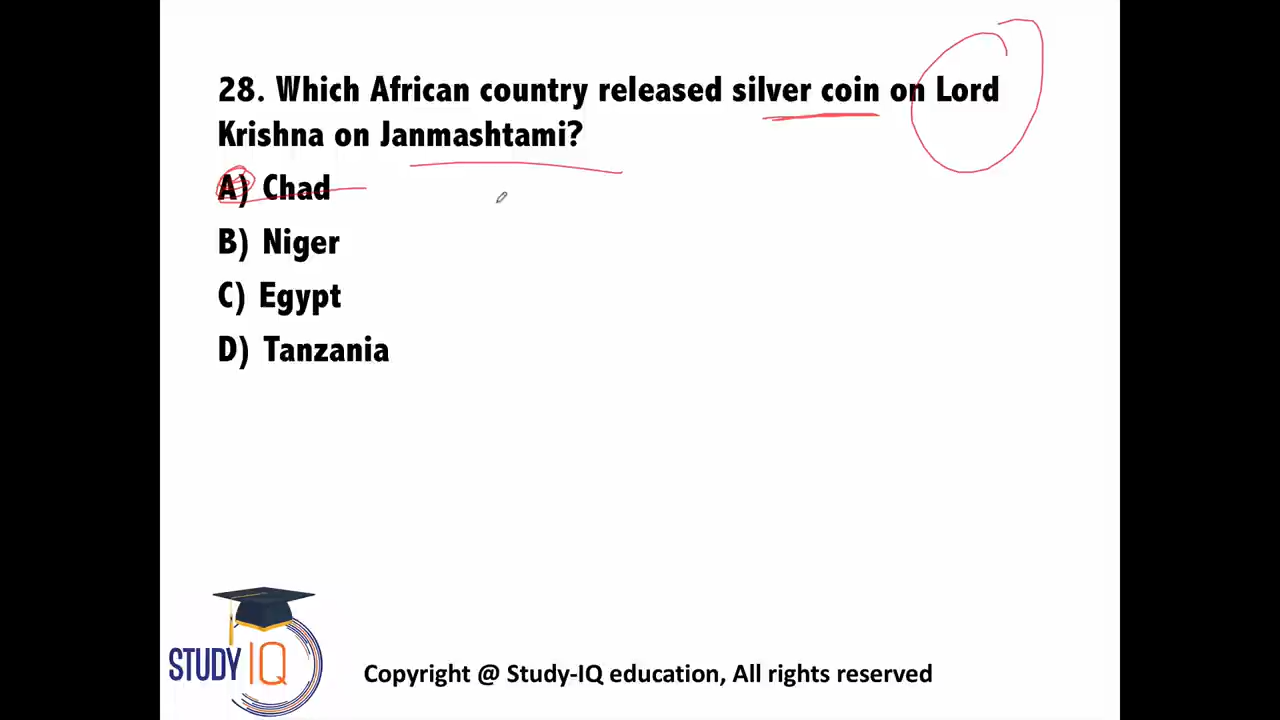 28. Which African country released silver coin on Lord
Krishna on Janmashtami?
A) Chad
B) Niger
C) Egypt
D) Tanzania
STUDY IQ
Copyright @ Study-IQ education, All rights reserved